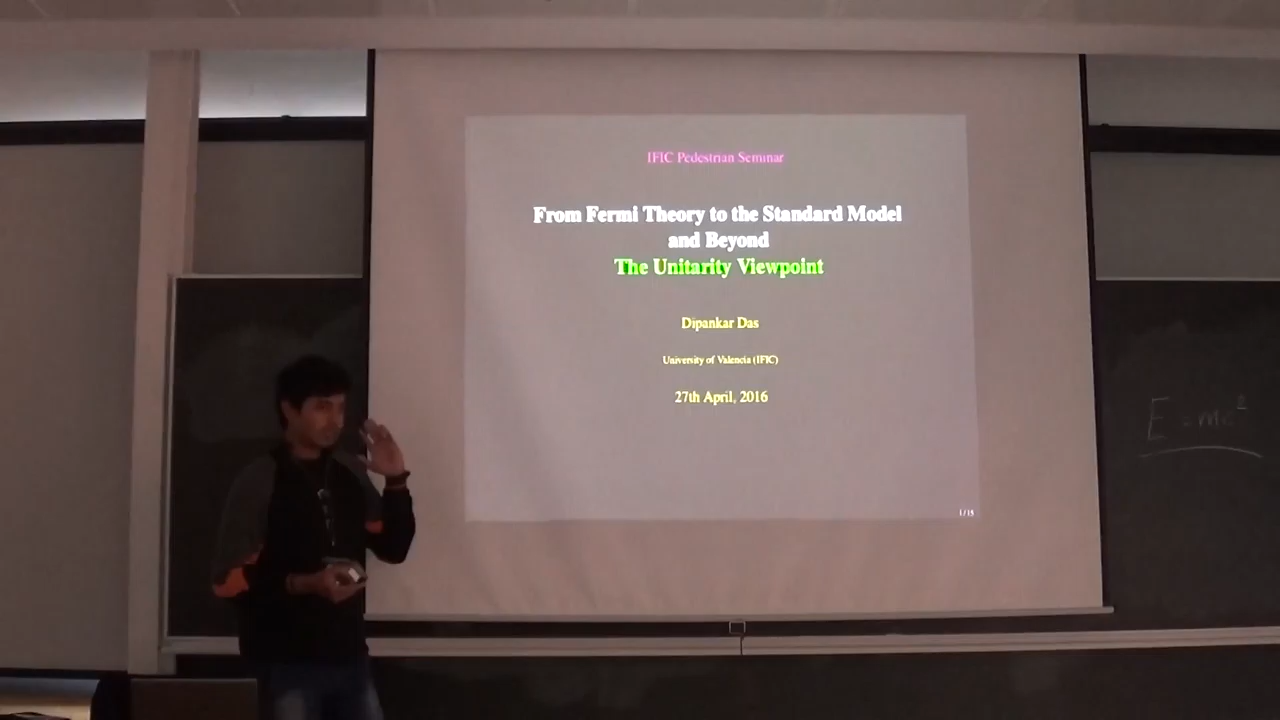 IFIC Pedestrian Seminar
From Fermi Theory to the Standard Model
and Beyond
The Unitarity Viewpoint
Dipankar Das
University of Valencia (IFIC)
27th April, 2016
1/15
E = mc²